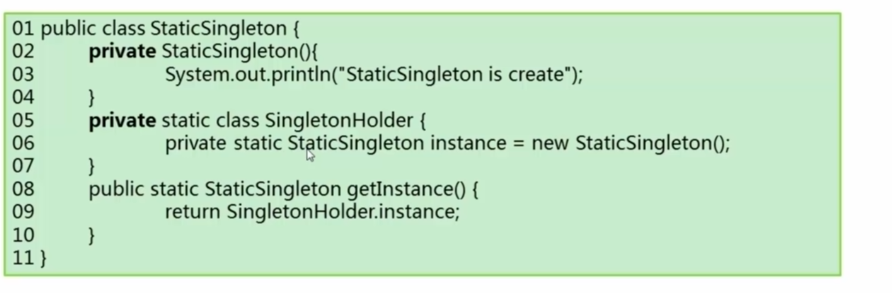 01 public class StaticSingleton {
02 private StaticSingleton(){
03 System.out.println("StaticSingleton is create");
04 }
05 private static class SingletonHolder {
06 private static StaticSingleton instance = new StaticSingleton();
07 }
08 public static StaticSingleton getInstance() {
09 return SingletonHolder.instance;
10 }
11 }